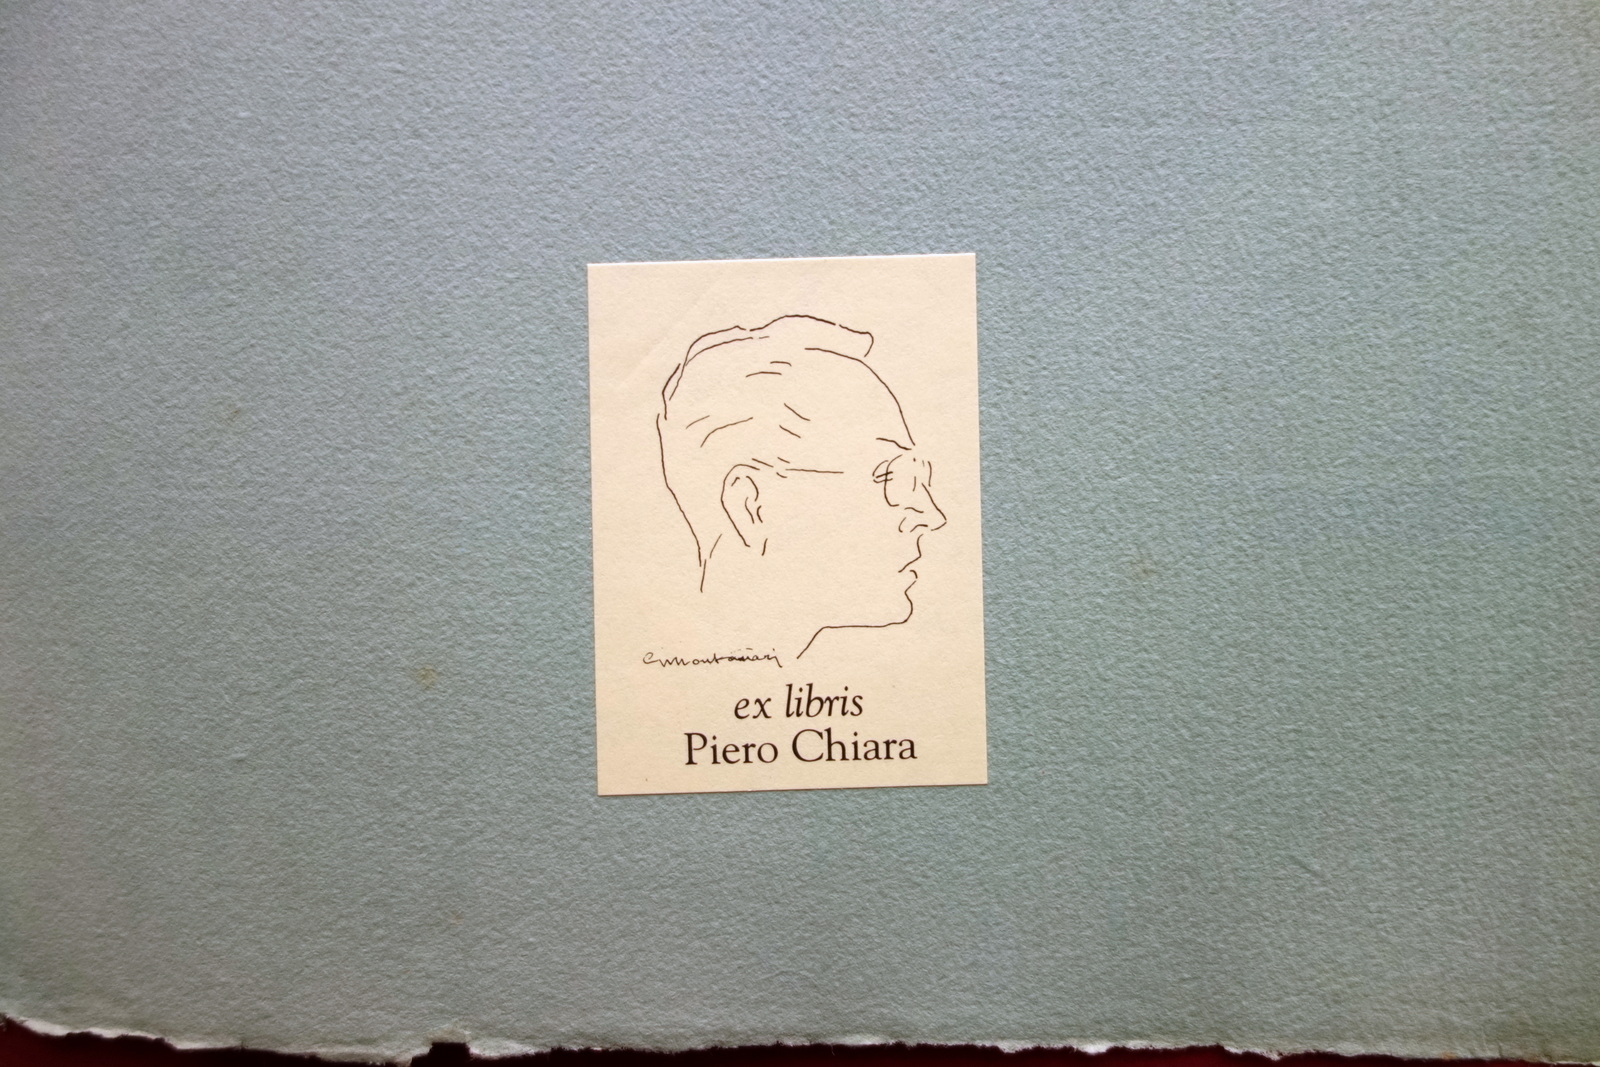 ex libris
Piero Chiara